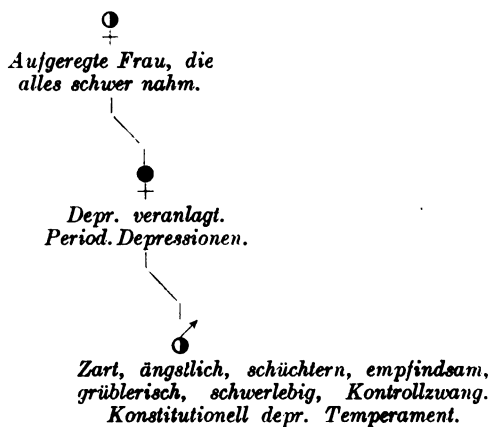 Aufgeregte Frau, die
alles schwer nahm.
Depr. veranlagt.
Period. Depressionen.
Zart, ängstlich, schüchtern, empfindsam,
grüblerisch, schwerlebig, Kontrollzwang.
Konstitutionell depr. Temperament.